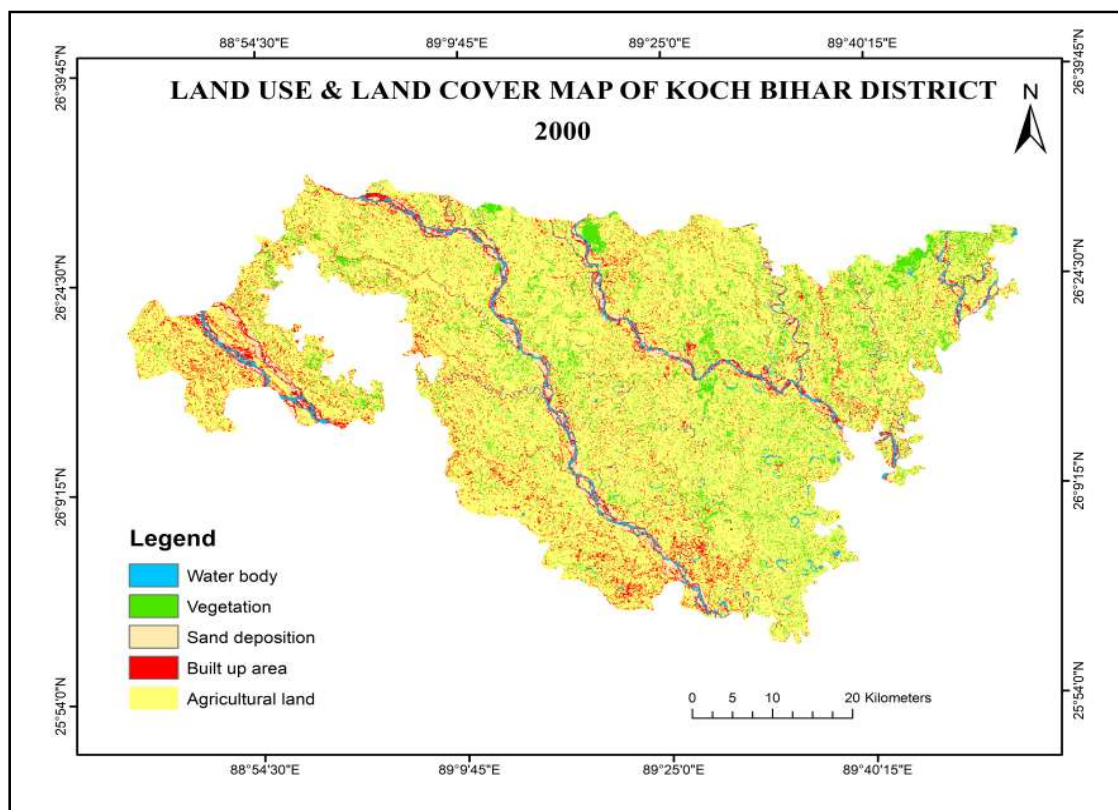 88°54'30"E 89°9'45"E 89°25'0"E 89°40'15"E
26°39'45"N 26°39'45"N
LAND USE & LAND COVER MAP OF KOCH BIHAR DISTRICT
2000
N
26°24'30"N 26°24'30"N
26°9'15"N 26°9'15"N
Legend
Water body
Vegetation
Sand deposition
Built up area
Agricultural land
0 5 10 20 Kilometers
25°54'0"N 25°54'0"N
88°54'30"E 89°9'45"E 89°25'0"E 89°40'15"E